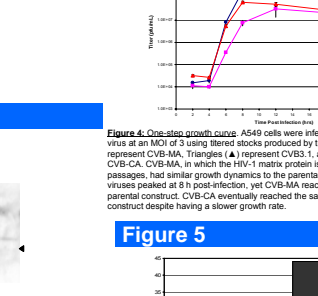 Titer (pfu/mL)
1.0E+07
1.0E+06
1.0E+05
1.0E+04
1.0E+03
0 2 4 6 8 10 12 14 16
Time Post Infection (hrs)
Figure 4: One-step growth curve. A549 cells were infe
virus at an MOI of 3 using titered stocks produced by t
represent CVB-MA, Triangles (▲) represent CVB3.1, a
CVB-CA. CVB-MA, in which the HIV-1 matrix protein is
passages, had similar growth dynamics to the parenta
viruses peaked at 8 h post-infection, yet CVB-MA reac
parental construct. CVB-CA eventually reached the sa
construct despite having a slower growth rate.
Figure 5
45
40
35